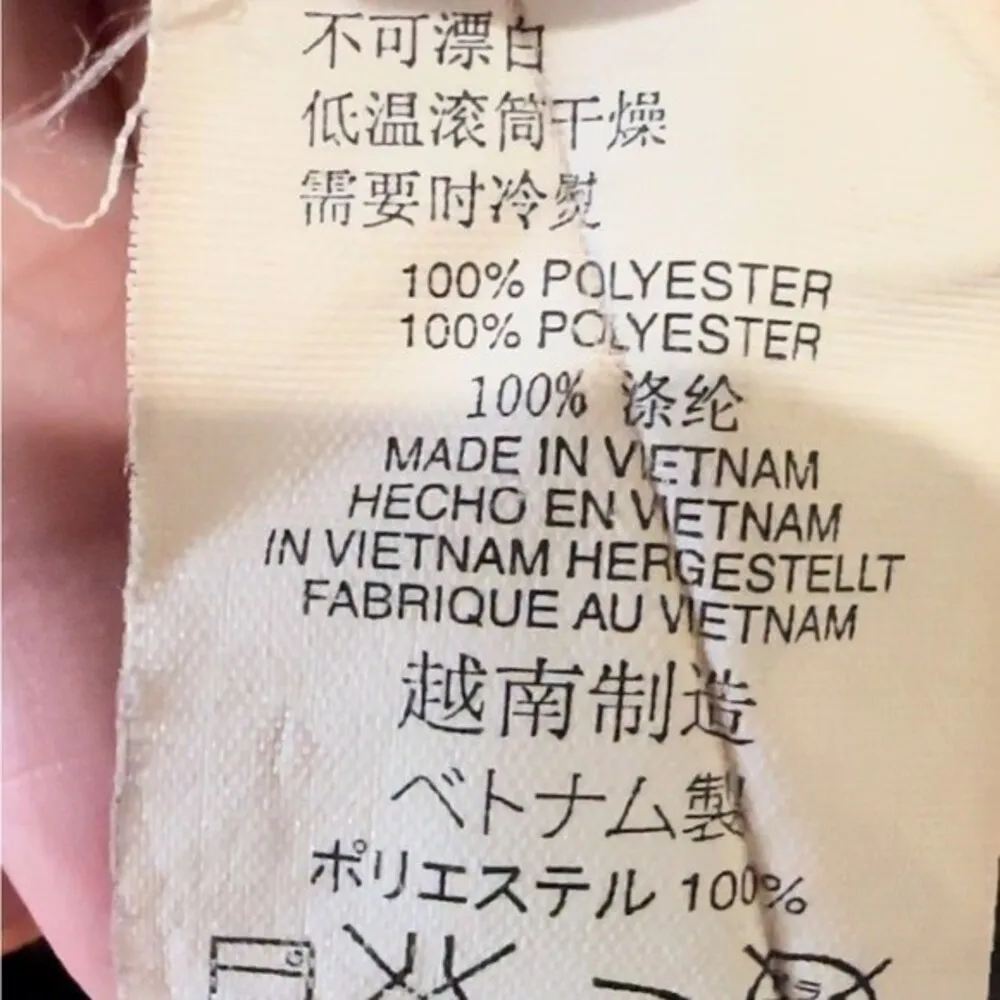 不可漂白
低温滚筒干燥
需要时冷熨
100% POLYESTER
100% POLYESTER
100% 涤纶
MADE IN VIETNAM
HECHO EN VIETNAM
IN VIETNAM HERGESTELLT
FABRIQUE AU VIETNAM
越南制造
ベトナム製
ポリエステル 100%